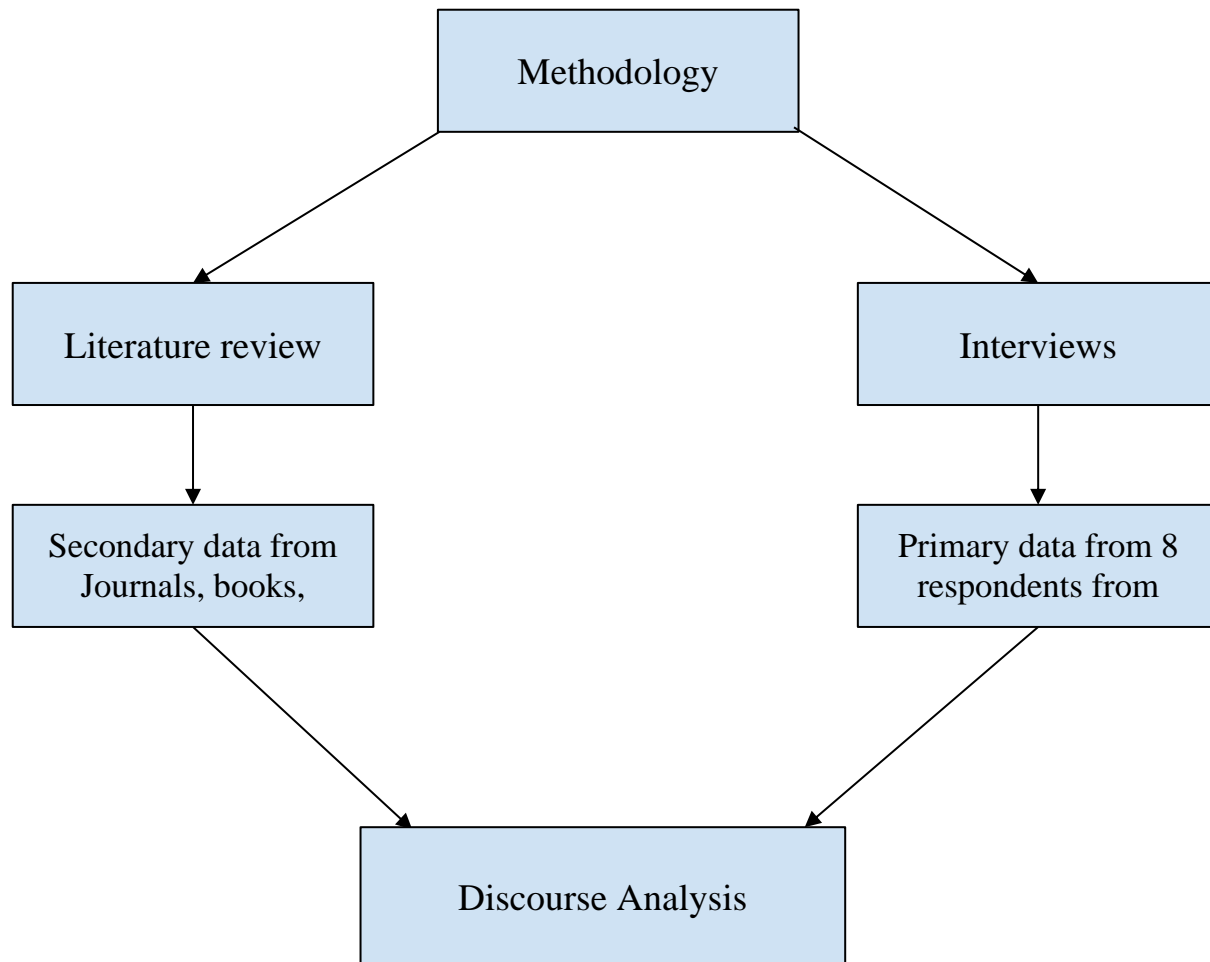 Methodology
Literature review
Interviews
Secondary data from
Journals, books,
Primary data from 8
respondents from
Discourse Analysis